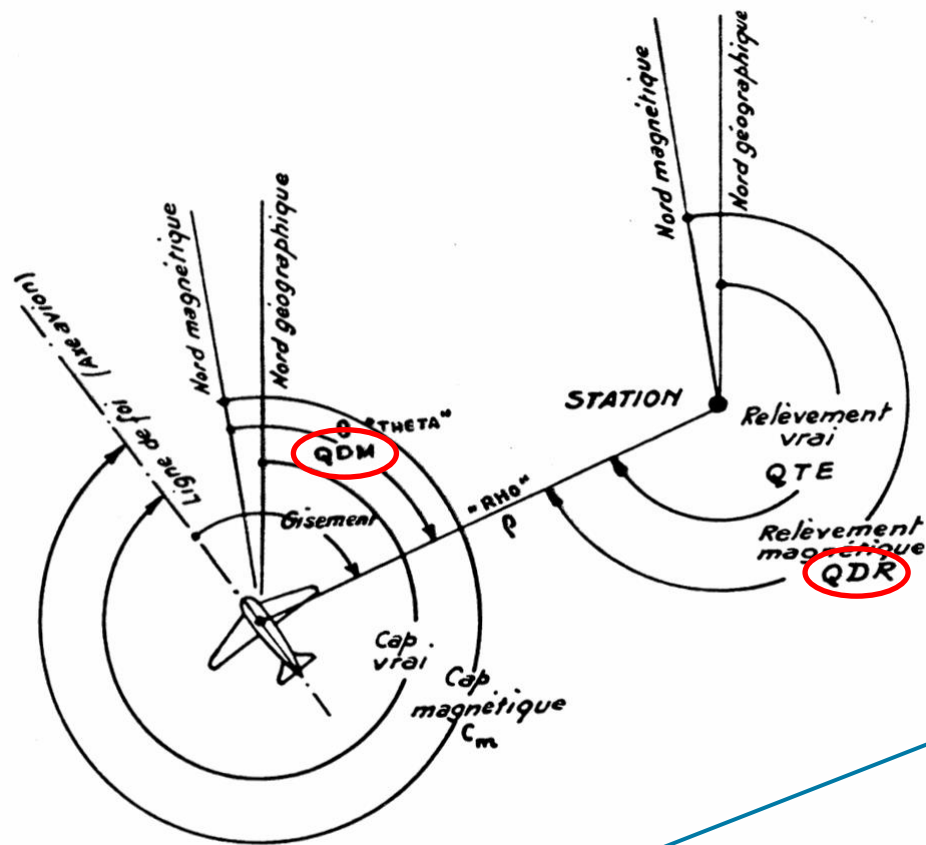 Nord magnétique
Nord géographique
Nord magnétique
Nord géographique
Ligne de foi (Axe avion)
STATION
θ "THETA"
QDM
Relèvement
vrai
QTE
"RHO"
ρ
Gisement
Relèvement
magnétique
QDR
Cap
vrai
Cap
magnétique
Cm